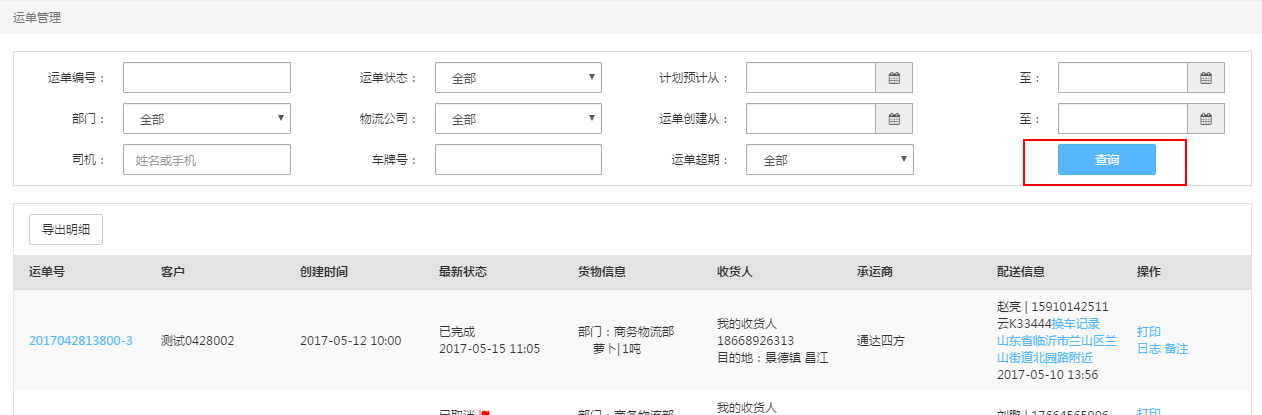 运单管理
运单编号： 运单状态： 全部 计划预计从： 至：
部门： 全部 物流公司： 全部 运单创建从： 至：
司机： 姓名或手机 车牌号： 运单超期： 全部 查询
导出明细
运单号 客户 创建时间 最新状态 货物信息 收货人 承运商 配送信息 操作
2017042813800-3
测试0428002
2017-05-12 10:00
已完成
2017-05-15 11:05
部门：商务物流部
萝卜|1吨
我的收货人
18668926313
目的地：景德镇 昌江
通达四方
赵亮 | 15910142511
云K33444换车记录
山东省临沂市兰山区兰
山街道北园路附近
2017-05-10 13:56
打印
日志 备注
已取消
部门：商务物流部
我的收货人
刘鹏 | 17664565906
打印